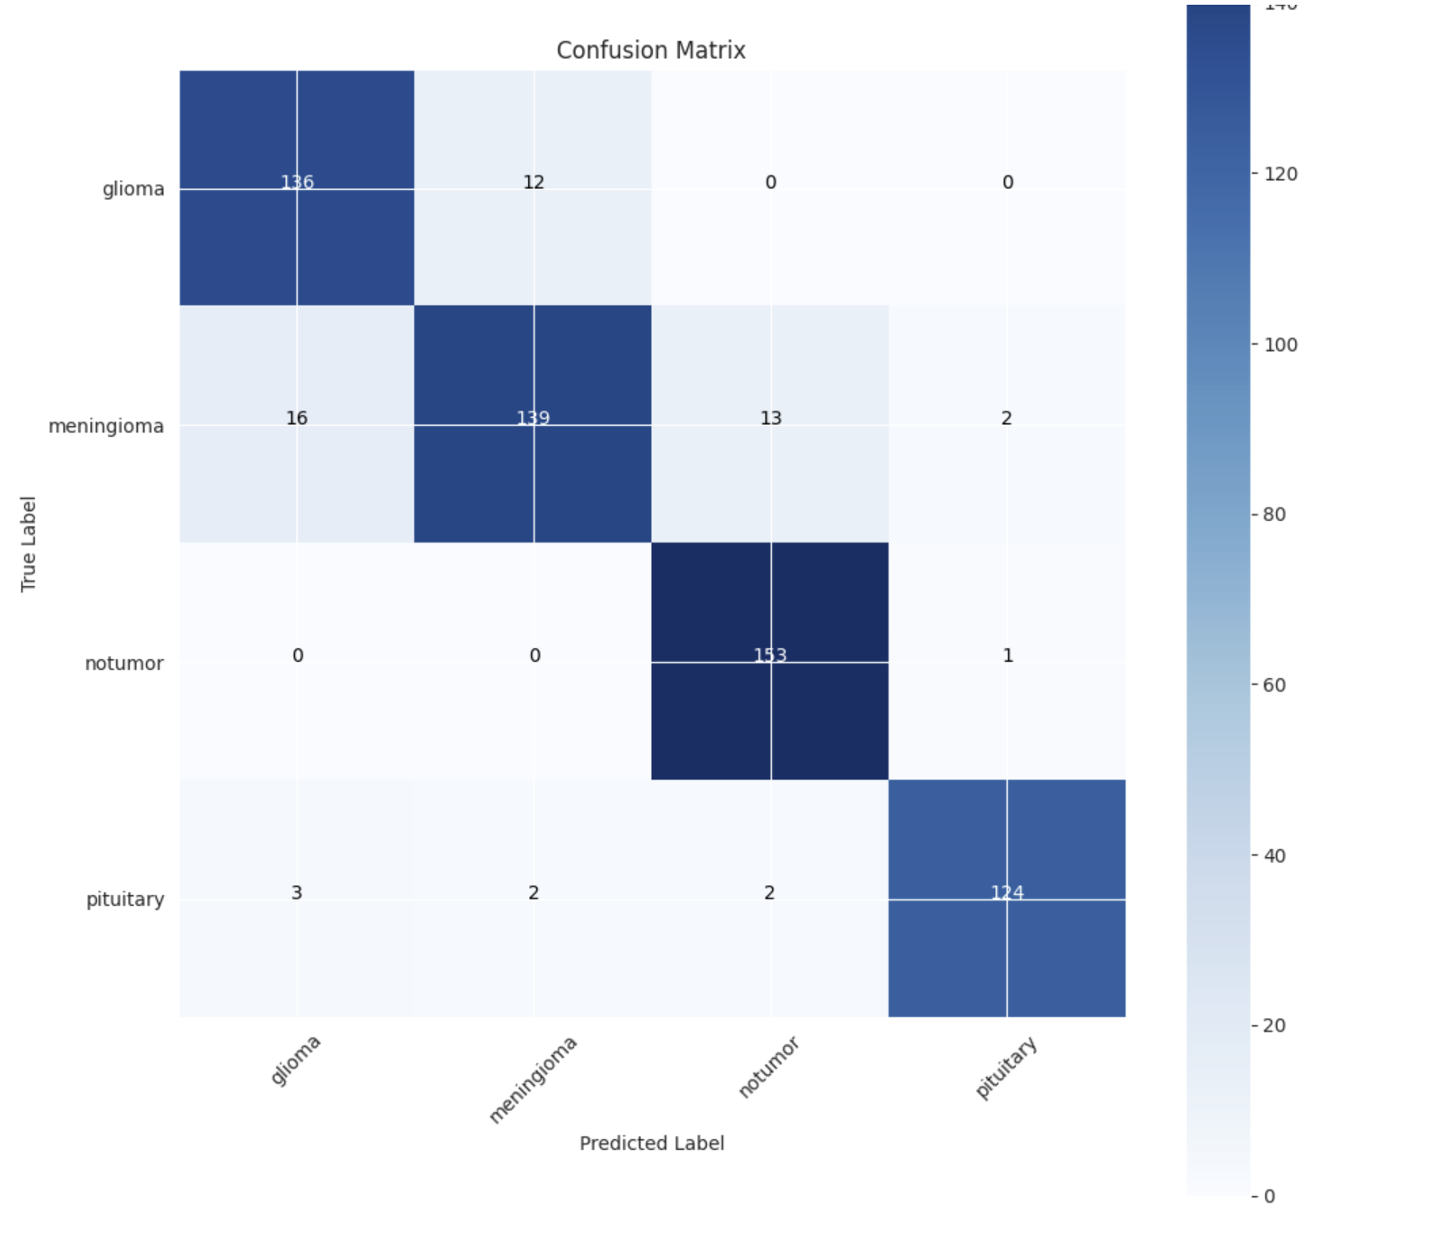 Confusion Matrix
glioma 136 12 0 0
meningioma 16 139 13 2
notumor 0 0 153 1
pituitary 3 2 2 124
True Label
glioma meningioma notumor pituitary
Predicted Label
140
120
100
80
60
40
20
0